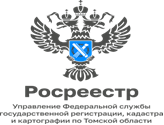 Росреестр
Управление Федеральной службы
государственной регистрации, кадастра
и картографии по Томской области